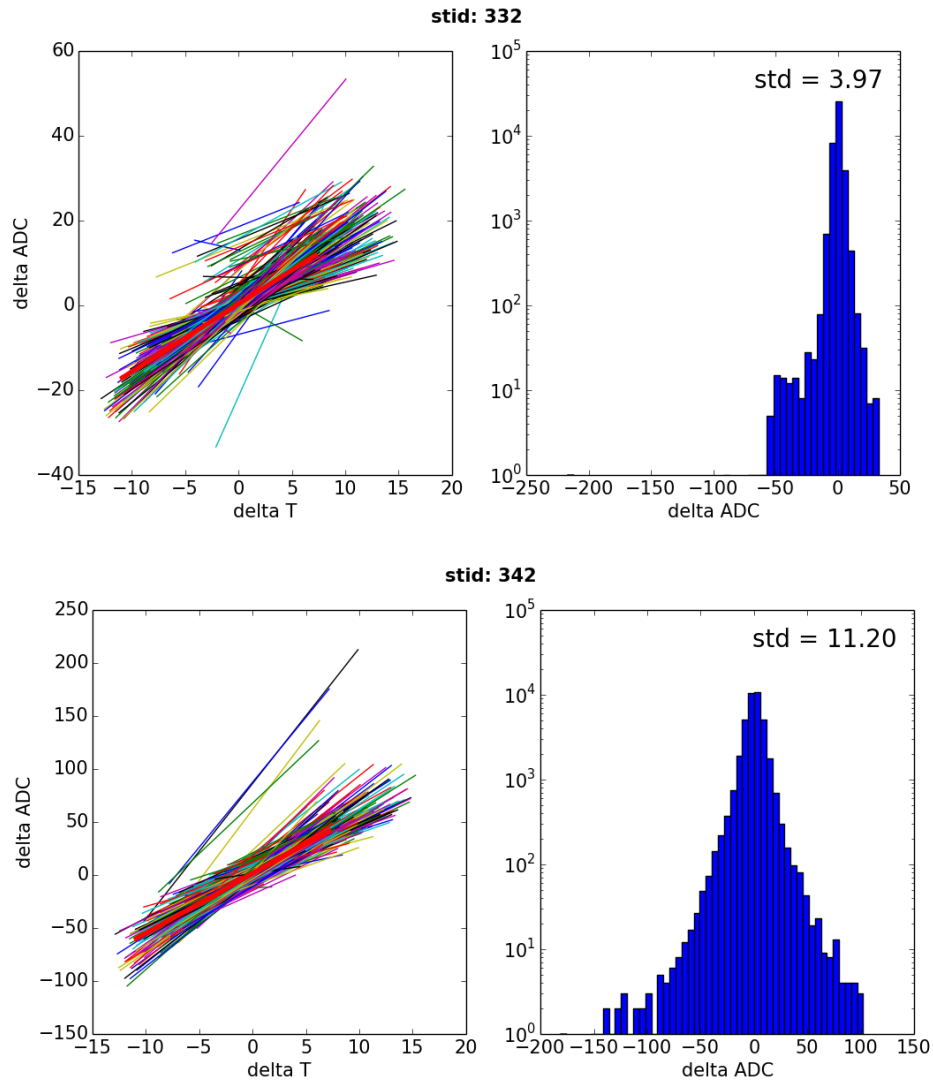 stid: 332
60
40
20
0
−20
−40
−15 −10 −5 0 5 10 15 20
delta T
delta ADC
std = 3.97
10^5
10^4
10^3
10^2
10^1
10^0
−250 −200 −150 −100 −50 0 50
delta ADC
stid: 342
250
200
150
100
50
0
−50
−100
−150
−15 −10 −5 0 5 10 15 20
delta T
delta ADC
std = 11.20
10^5
10^4
10^3
10^2
10^1
10^0
−200 −150 −100 −50 0 50 100 150
delta ADC